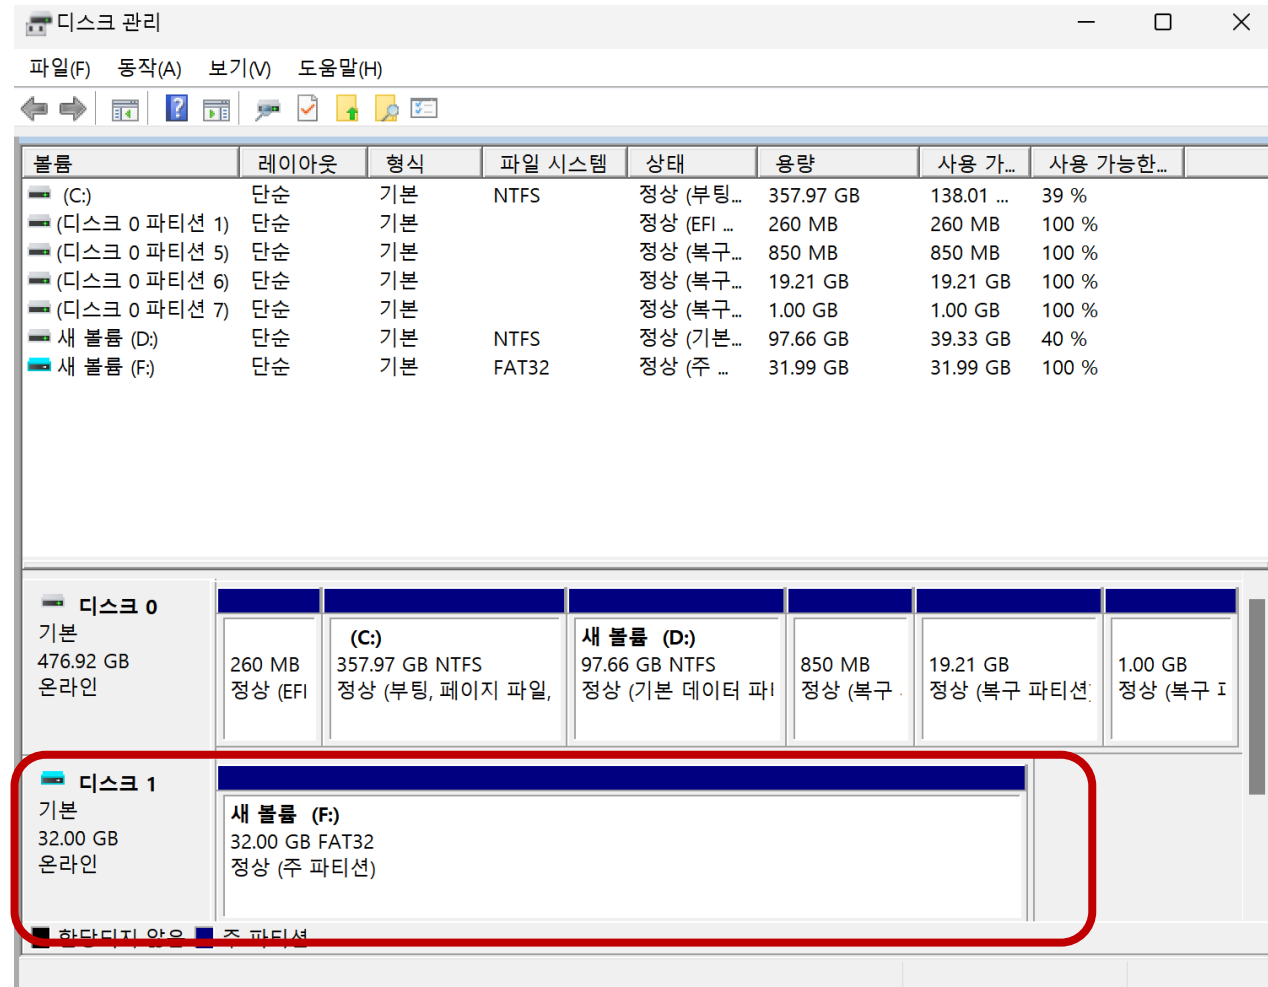 디스크 관리
파일(F) 동작(A) 보기(V) 도움말(H)
볼륨 레이아웃 형식 파일 시스템 상태 용량 사용 가... 사용 가능한...
(C:) 단순 기본 NTFS 정상 (부팅... 357.97 GB 138.01 ... 39 %
(디스크 0 파티션 1) 단순 기본 정상 (EFI ... 260 MB 260 MB 100 %
(디스크 0 파티션 5) 단순 기본 정상 (복구... 850 MB 850 MB 100 %
(디스크 0 파티션 6) 단순 기본 정상 (복구... 19.21 GB 19.21 GB 100 %
(디스크 0 파티션 7) 단순 기본 정상 (복구... 1.00 GB 1.00 GB 100 %
새 볼륨 (D:) 단순 기본 NTFS 정상 (기본... 97.66 GB 39.33 GB 40 %
새 볼륨 (F:) 단순 기본 FAT32 정상 (주 ... 31.99 GB 31.99 GB 100 %
디스크 0
기본
476.92 GB
온라인
260 MB
정상 (EFI
(C:)
357.97 GB NTFS
정상 (부팅, 페이지 파일,
새 볼륨 (D:)
97.66 GB NTFS
정상 (기본 데이터 파티
850 MB
정상 (복구
19.21 GB
정상 (복구 파티션)
1.00 GB
정상 (복구
디스크 1
기본
32.00 GB
온라인
새 볼륨 (F:)
32.00 GB FAT32
정상 (주 파티션)
할당되지 않음 주 파티션